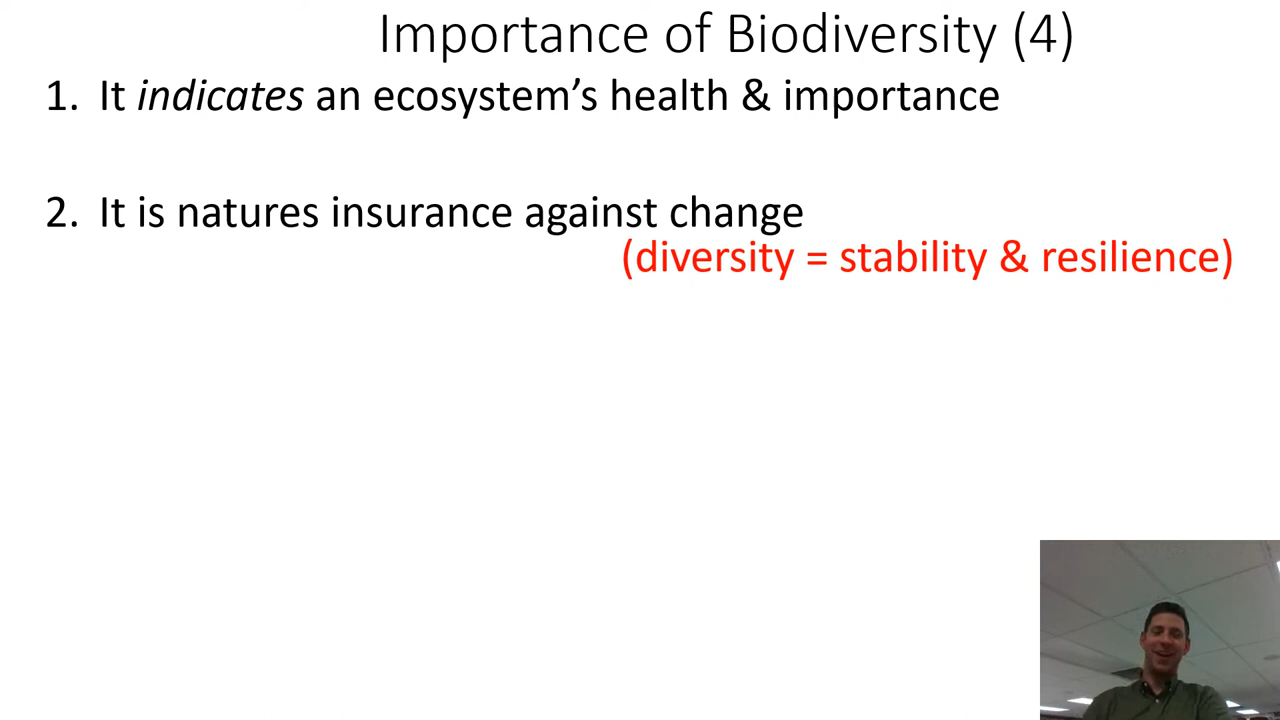 Importance of Biodiversity (4)
1. It indicates an ecosystem’s health & importance
2. It is natures insurance against change
(diversity = stability & resilience)